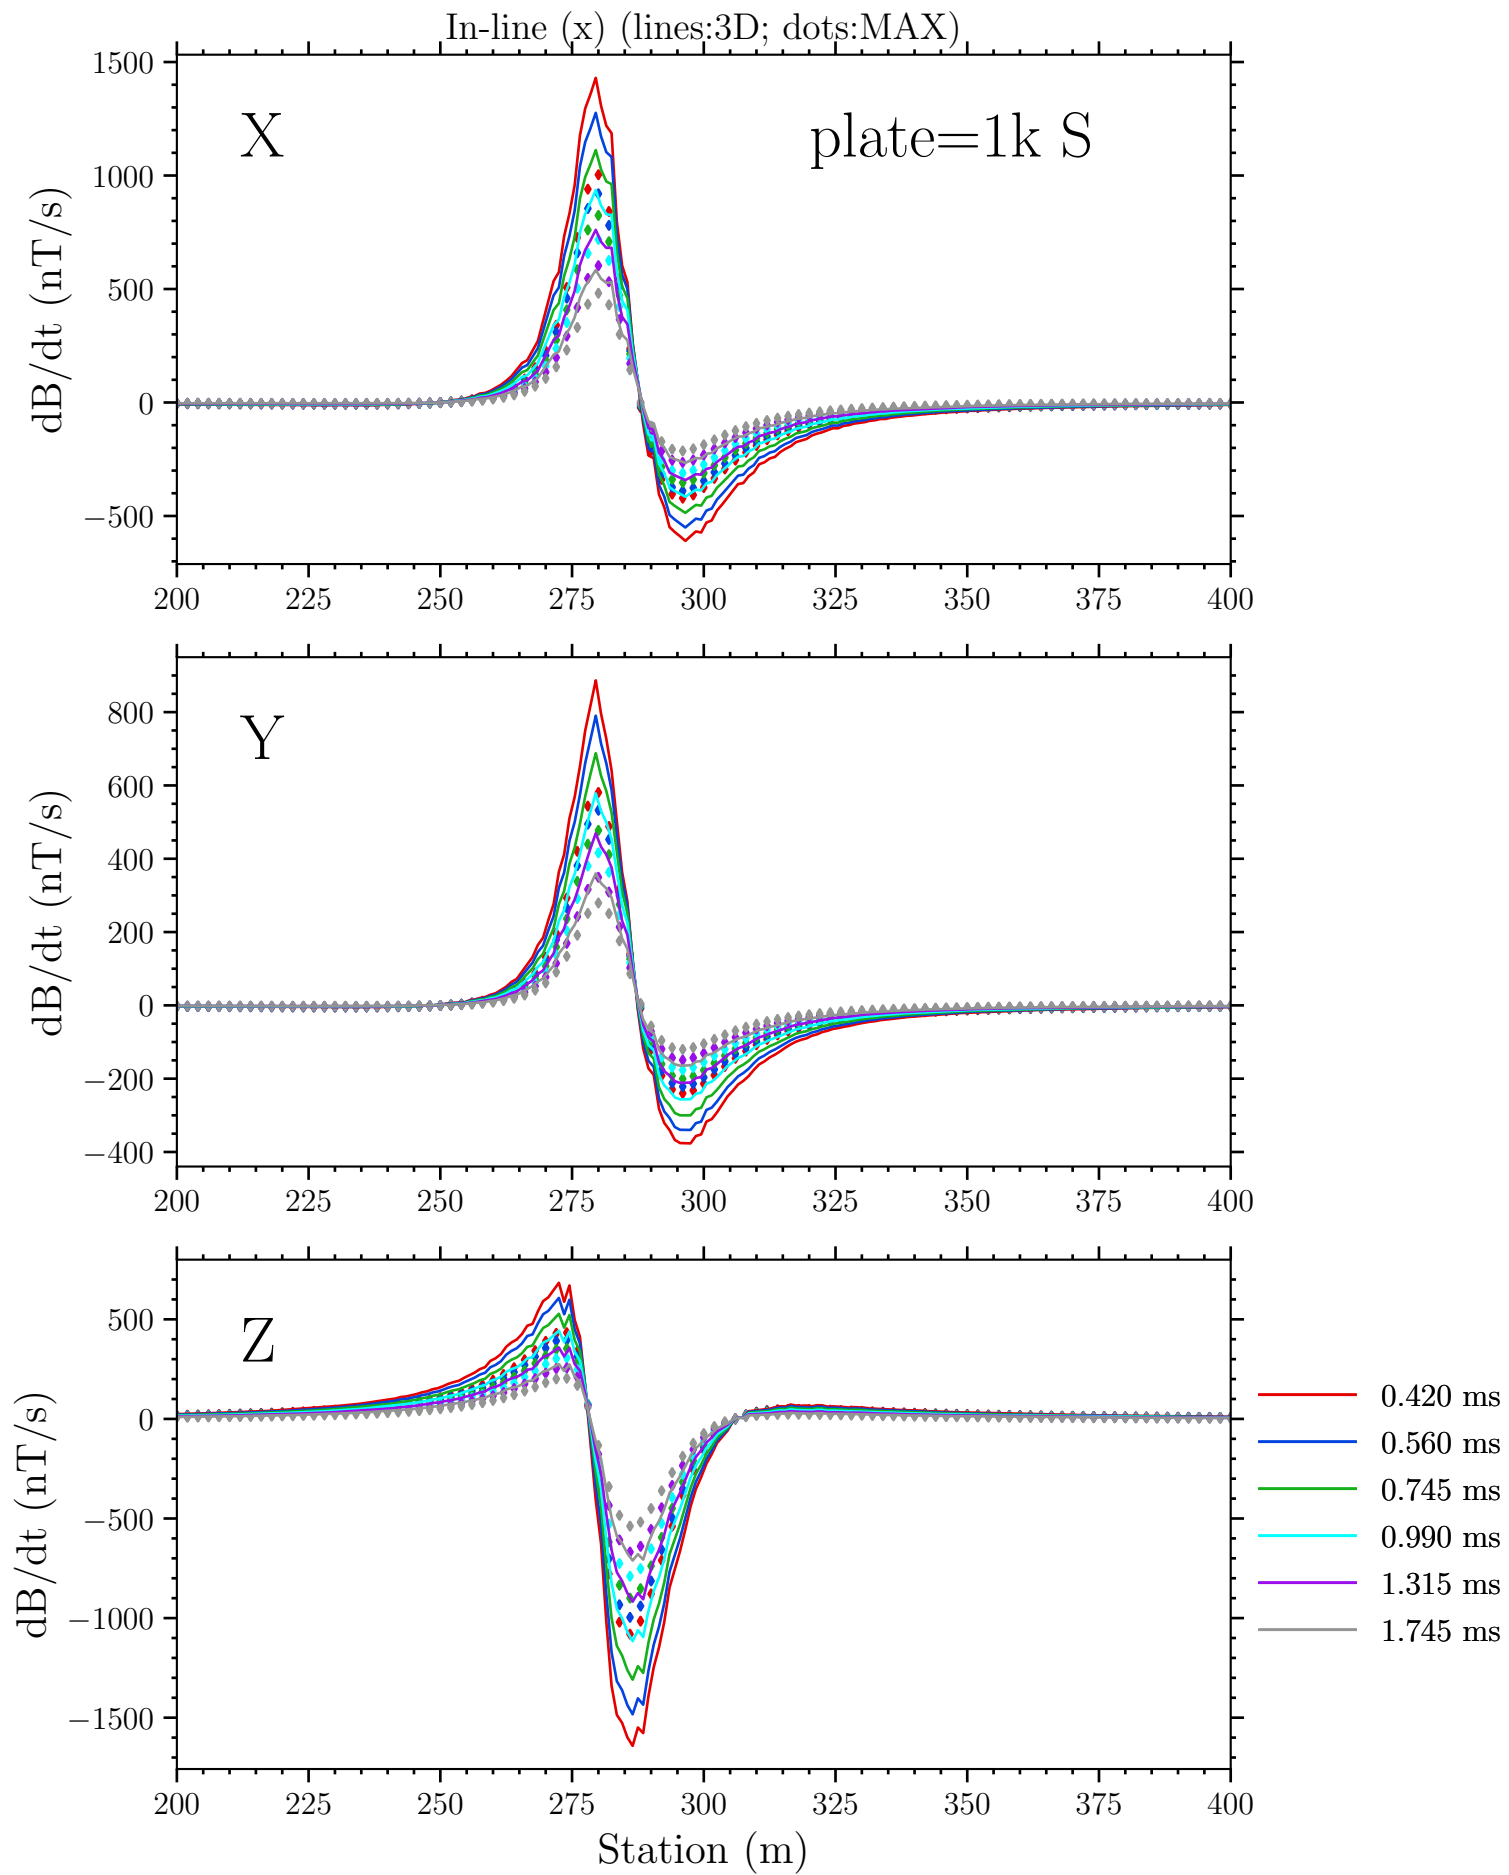 In-line (x) (lines:3D; dots:MAX)
1500
1000
500
0
−500
dB/dt (nT/s)
X
plate=1k S
200 225 250 275 300 325 350 375 400
800
600
400
200
0
−200
−400
dB/dt (nT/s)
Y
200 225 250 275 300 325 350 375 400
500
0
−500
−1000
−1500
dB/dt (nT/s)
Z
200 225 250 275 300 325 350 375 400
Station (m)
0.420 ms
0.560 ms
0.745 ms
0.990 ms
1.315 ms
1.745 ms